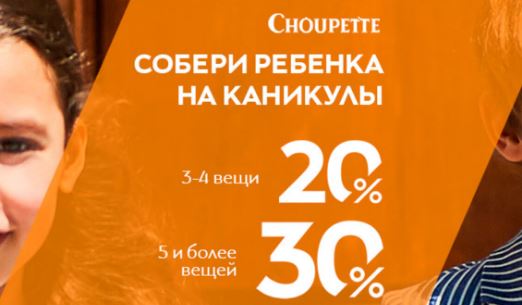 CHOUPETTE
СОБЕРИ РЕБЕНКА
НА КАНИКУЛЫ
3-4 вещи 20%
5 и более
вещей 30%